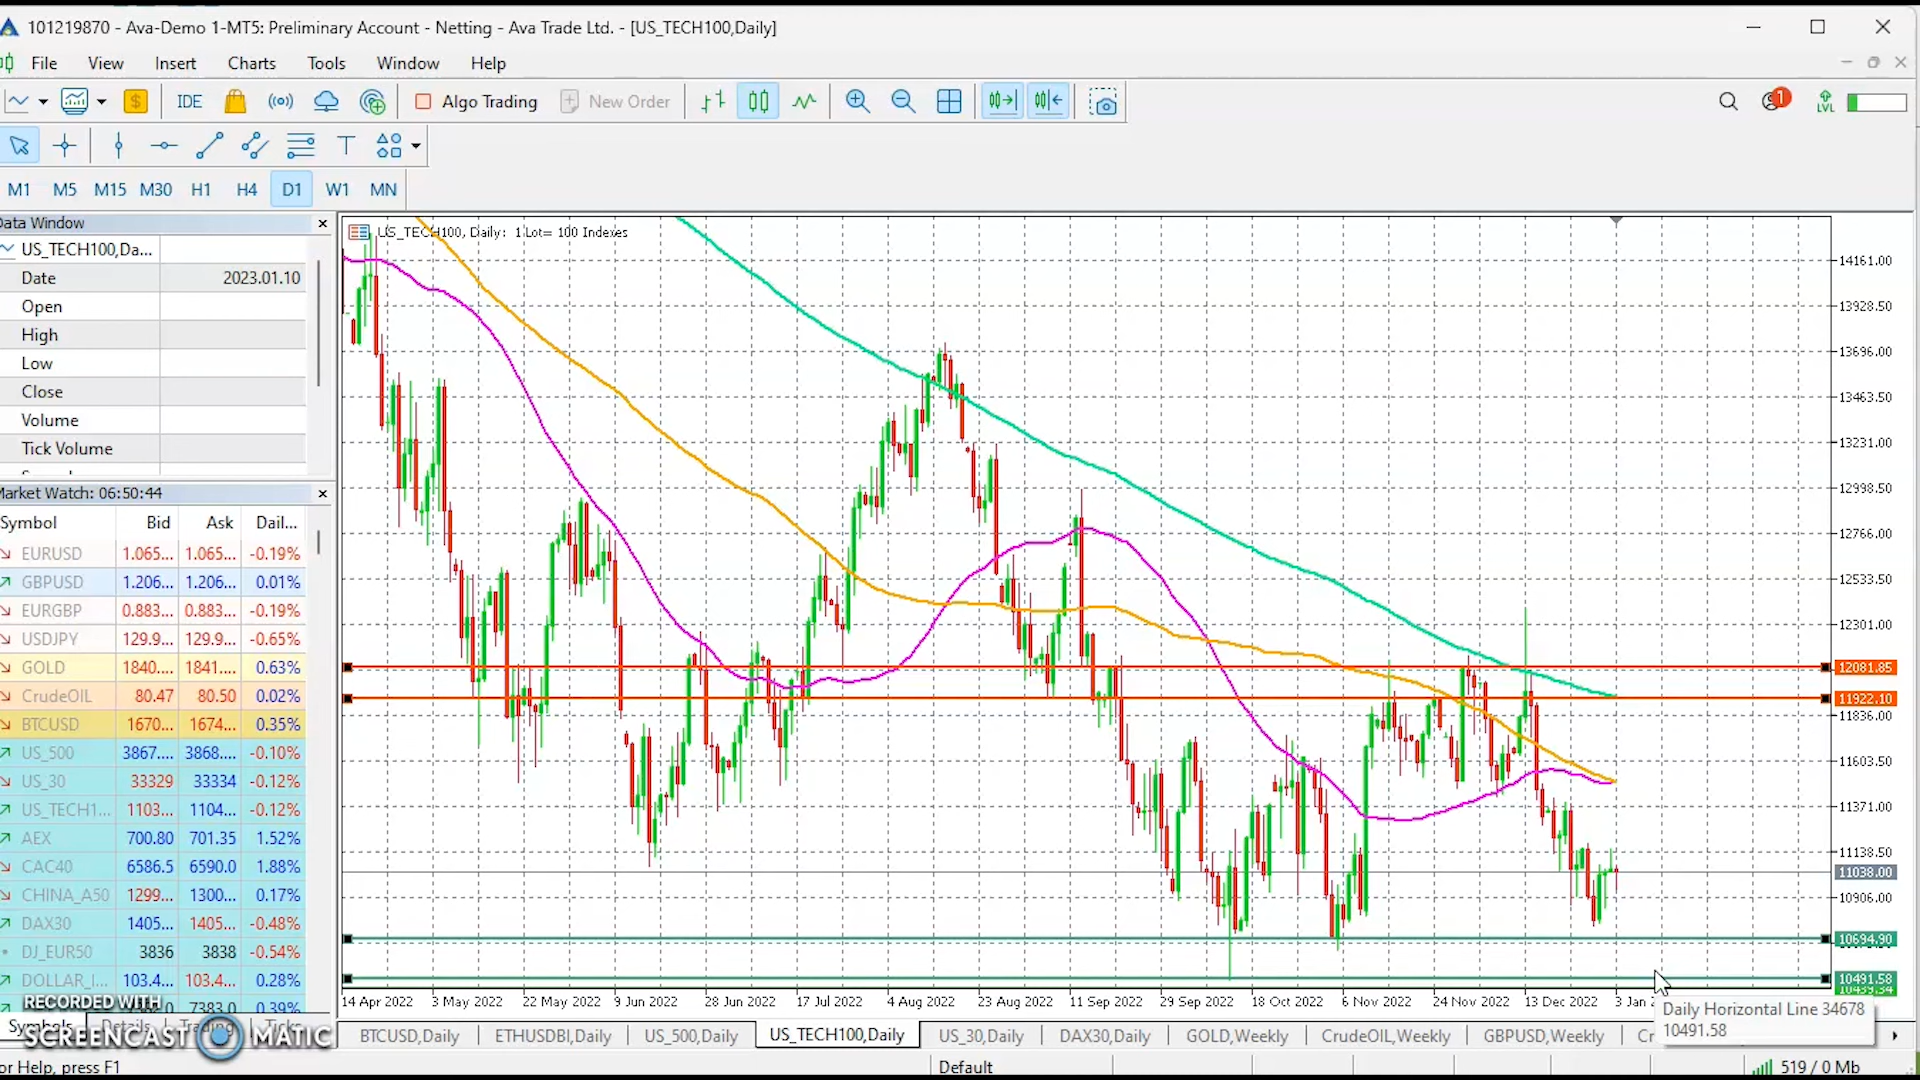 101219870 - Ava-Demo 1-MT5: Preliminary Account - Netting - Ava Trade Ltd. - [US_TECH100,Daily]
File View Insert Charts Tools Window Help
IDE Algo Trading New Order 1 LVL
M1 M5 M15 M30 H1 H4 D1 W1 MN
Data Window
US_TECH100,Da...
Date 2023.01.10
Open
High
Low
Close
Volume
Tick Volume
Market Watch: 06:50:44
Symbol Bid Ask Dail...
EURUSD 1.065... 1.065... -0.19%
GBPUSD 1.206... 1.206... 0.01%
EURGBP 0.883... 0.883... -0.19%
USDJPY 129.9... 129.9... -0.65%
GOLD 1840.... 1841.... 0.63%
CrudeOIL 80.47 80.50 0.02%
BTCUSD 1670... 1674... 0.35%
US_500 3867.... 3868.... -0.10%
US_30 33329 33334 -0.12%
US_TECH1... 1103... 1104... -0.12%
AEX 700.80 701.35 1.52%
CAC40 6586.5 6590.0 1.88%
CHINA_A50 1299... 1300... 0.17%
DAX30 1405... 1405... -0.48%
DJ_EUR50 3836 3838 -0.54%
DOLLAR_I... 103.4... 103.4... 0.28%
7383.0 0.39%
Symbols Details Trading Ticks
RECORDED WITH
SCREENCAST MATIC
US_TECH100, Daily: 1 Lot= 100 Indexes
14161.00
13928.50
13696.00
13463.50
13231.00
12998.50
12766.00
12533.50
12301.00
12081.85
11922.10
11836.00
11603.50
11371.00
11138.50
11038.00
10906.00
10694.90
10491.58
14 Apr 2022 3 May 2022 22 May 2022 9 Jun 2022 28 Jun 2022 17 Jul 2022 4 Aug 2022 23 Aug 2022 11 Sep 2022 29 Sep 2022 18 Oct 2022 6 Nov 2022 24 Nov 2022 13 Dec 2022 3 Jan
Daily Horizontal Line 34678
10491.58
BTCUSD,Daily ETHUSDBI,Daily US_500,Daily US_TECH100,Daily US_30,Daily DAX30,Daily GOLD,Weekly CrudeOIL,Weekly GBPUSD,Weekly
or Help, press F1 Default 519 / 0 Mb